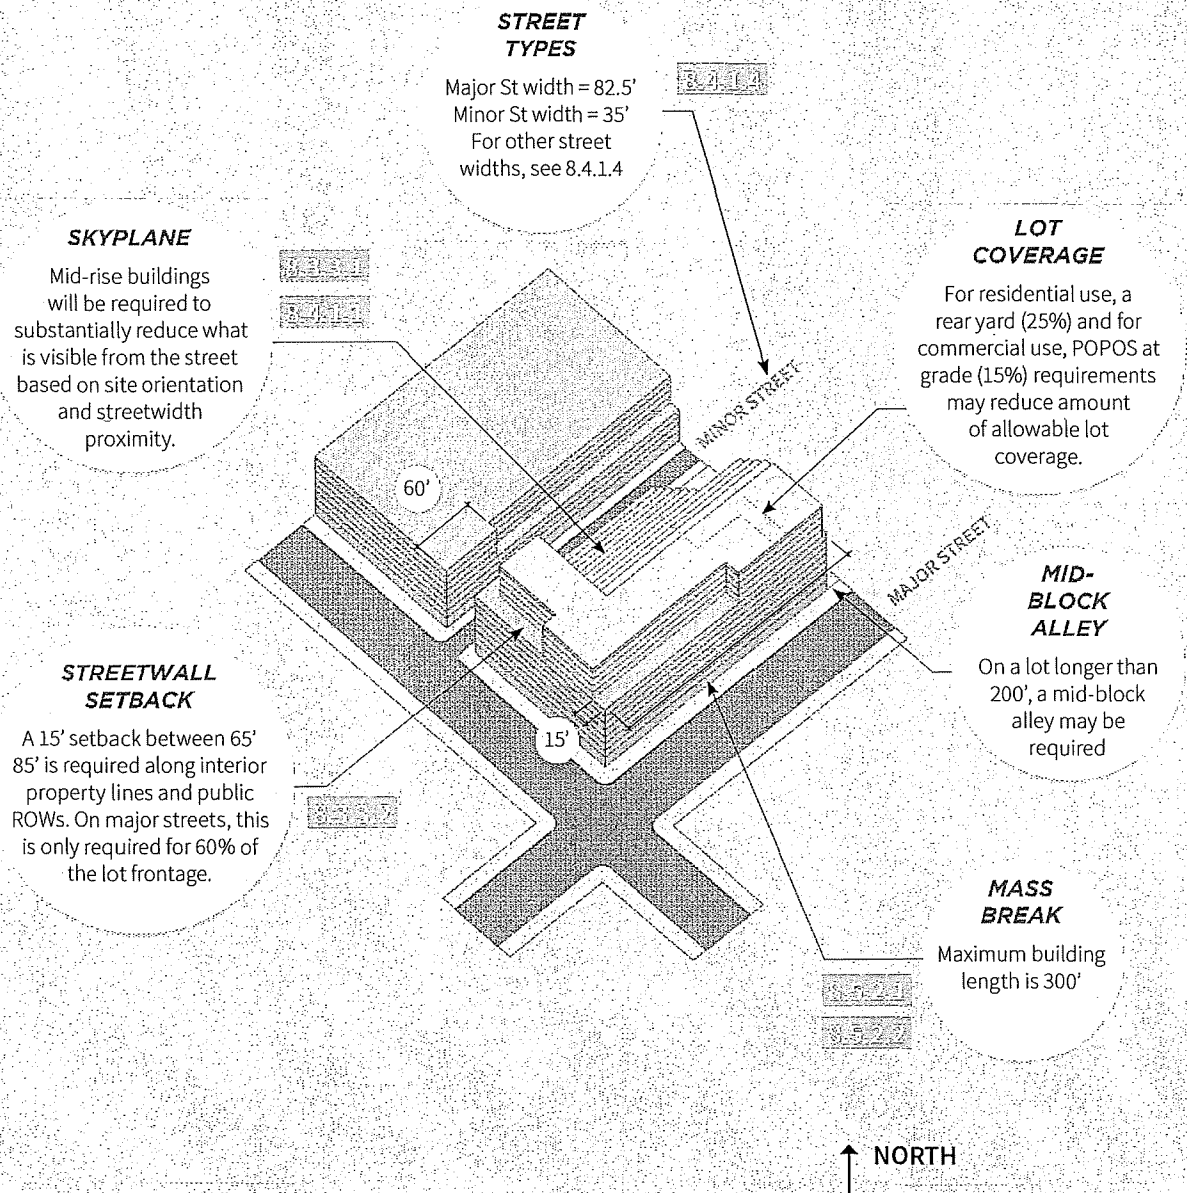 STREET
TYPES
Major St width = 82.5'
Minor St width = 35'
For other street
widths, see 8.4.1.4
8.4.1.4
SKYPLANE
Mid-rise buildings
will be required to
substantially reduce what
is visible from the street
based on site orientation
and streetwidth
proximity.
8.4.1.1
LOT
COVERAGE
For residential use, a
rear yard (25%) and for
commercial use, POPOS at
grade (15%) requirements
may reduce amount
of allowable lot
coverage.
MINOR STREET
60'
MAJOR STREET
MID-
BLOCK
ALLEY
On a lot longer than
200', a mid-block
alley may be
required
STREETWALL
SETBACK
A 15' setback between 65'
85' is required along interior
property lines and public
ROWs. On major streets, this
is only required for 60% of
the lot frontage.
15'
MASS
BREAK
Maximum building
length is 300'
NORTH